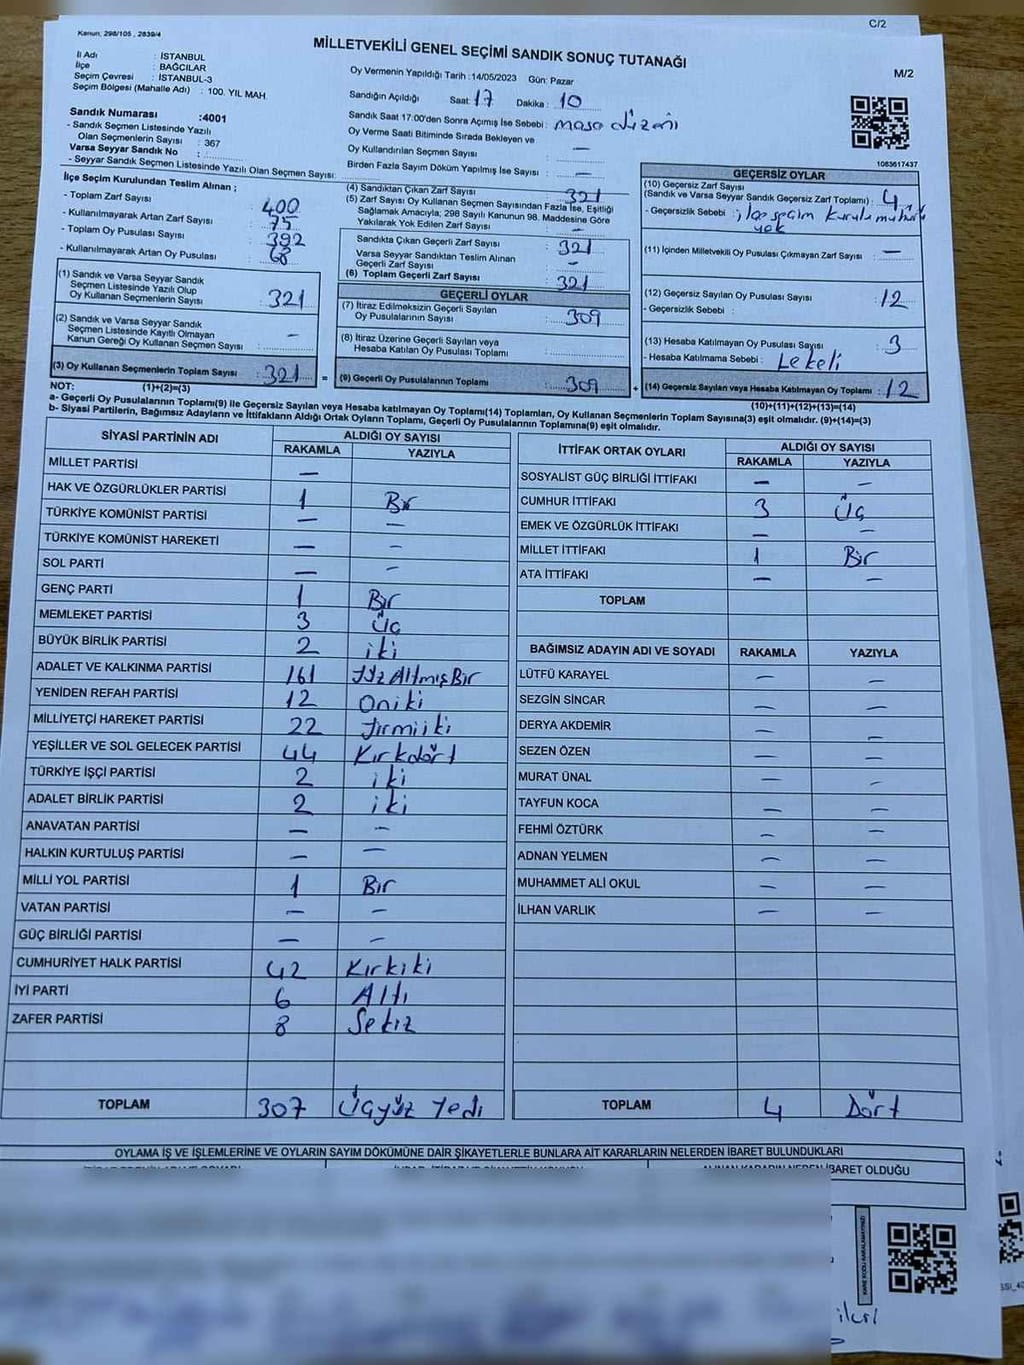 C/2
Kanun, 298/105 , 2839/4
MİLLETVEKİLİ GENEL SEÇİMİ SANDIK SONUÇ TUTANAĞI
M/2
İl Adı : İSTANBUL
İlçe : BAĞCILAR
Seçim Çevresi : İSTANBUL-3
Seçim Bölgesi (Mahalle Adı) : 100. YIL MAH.
Oy Vermenin Yapıldığı Tarih :14/05/2023 Gün: Pazar
Sandığın Açıldığı Saat: 17 Dakika : 10
Sandık Saat 17:00'den Sonra Açımış İse Sebebi : masa düzeni
Oy Verme Saati Bitiminde Sırada Bekleyen ve
Oy Kullandırılan Seçmen Sayısı : —
Birden Fazla Sayım Döküm Yapılmış İse Sayısı : —
Sandık Numarası :4001
- Sandık Seçmen Listesinde Yazılı
Olan Seçmenlerin Sayısı : 367
Varsa Seyyar Sandık No :
- Seyyar Sandık Seçmen Listesinde Yazılı Olan Seçmen Sayısı:
1083617437
İlçe Seçim Kurulundan Teslim Alınan ;
- Toplam Zarf Sayısı : 400
- Kullanılmayarak Artan Zarf Sayısı : 75
- Toplam Oy Pusulası Sayısı : 392
- Kullanılmayarak Artan Oy Pusulası : 68
(1) Sandık ve Varsa Seyyar Sandık
Seçmen Listesinde Yazılı Olup
Oy Kullanan Seçmenlerin Sayısı : 321
(2) Sandık ve Varsa Seyyar Sandık
Seçmen Listesinde Kayıtlı Olmayan
Kanun Gereği Oy Kullanan Seçmen Sayısı : —
(3) Oy Kullanan Seçmenlerin Toplam Sayısı : 321
(4) Sandıktan Çıkan Zarf Sayısı : 321
(5) Zarf Sayısı Oy Kullanan Seçmen Sayısından Fazla İse, Eşitliği
Sağlamak Amacıyla; 298 Sayılı Kanunun 98. Maddesine Göre
Yakılarak Yok Edilen Zarf Sayısı : —
Sandıkta Çıkan Geçerli Zarf Sayısı : 321
Varsa Seyyar Sandıktan Teslim Alınan
Geçerli Zarf Sayısı : —
(6) Toplam Geçerli Zarf Sayısı : 321
GEÇERLİ OYLAR
(7) İtiraz Edilmeksizin Geçerli Sayılan
Oy Pusulalarının Sayısı : 309
(8) İtiraz Üzerine Geçerli Sayılan veya
Hesaba Katılan Oy Pusulası Toplamı :
= (9) Geçerli Oy Pusulalarının Toplamı : 309
GEÇERSİZ OYLAR
(10) Geçersiz Zarf Sayısı
(Sandık ve Varsa Seyyar Sandık Geçersiz Zarf Toplamı) : 4
- Geçersizlik Sebebi : ilçe seçim kurulu mühürü
yok
(11) İçinden Milletvekili Oy Pusulası Çıkmayan Zarf Sayısı : —
(12) Geçersiz Sayılan Oy Pusulası Sayısı : 12
- Geçersizlik Sebebi :
(13) Hesaba Katılmayan Oy Pusulası Sayısı : 3
- Hesaba Katılmama Sebebi : Lekeli
+ (14) Geçersiz Sayılan veya Hesaba Katılmayan Oy Toplamı : 12
NOT: (1)+(2)=(3)
(10)+(11)+(12)+(13)=(14)
a- Geçerli Oy Pusulaları Toplamı(9) ile Geçersiz Sayılan veya Hesaba katılmayan Oy Toplamı(14) Toplamları, Oy Kullanan Seçmenlerin Toplam Sayısına(3) eşit olmalıdır. (9)+(14)=(3)
b- Siyasi Partilerin, Bağımsız Adayların ve İttifakların Aldığı Ortak Oyların Toplamı, Geçerli Oy Pusulalarının Toplamına(9) eşit olmalıdır.
SİYASİ PARTİNİN ADI ALDIĞI OY SAYISI
RAKAMLA YAZIYLA
MİLLET PARTİSİ —
HAK VE ÖZGÜRLÜKLER PARTİSİ 1 Bir
TÜRKİYE KOMÜNİST PARTİSİ — —
TÜRKİYE KOMÜNİST HAREKETİ — —
SOL PARTİ — —
GENÇ PARTİ 1 Bir
MEMLEKET PARTİSİ 3 Üç
BÜYÜK BİRLİK PARTİSİ 2 iki
ADALET VE KALKINMA PARTİSİ 161 YüzAltmışBir
YENİDEN REFAH PARTİSİ 12 Oniki
MİLLİYETÇİ HAREKET PARTİSİ 22 Yirmiiki
YEŞİLLER VE SOL GELECEK PARTİSİ 44 Kırkdört
TÜRKİYE İŞÇİ PARTİSİ 2 iki
ADALET BİRLİK PARTİSİ 2 iki
ANAVATAN PARTİSİ — —
HALKIN KURTULUŞ PARTİSİ — —
MİLLİ YOL PARTİSİ 1 Bir
VATAN PARTİSİ — —
GÜÇ BİRLİĞİ PARTİSİ — —
CUMHURİYET HALK PARTİSİ 42 Kırkiki
İYİ PARTİ 6 Altı
ZAFER PARTİSİ 8 Sekiz
TOPLAM 307 Üçyüz Yedi
İTTİFAK ORTAK OYLARI ALDIĞI OY SAYISI
RAKAMLA YAZIYLA
SOSYALİST GÜÇ BİRLİĞİ İTTİFAKI — —
CUMHUR İTTİFAKI 3 Üç
EMEK VE ÖZGÜRLÜK İTTİFAKI — —
MİLLET İTTİFAKI 1 Bir
ATA İTTİFAKI — —
TOPLAM
BAĞIMSIZ ADAYIN ADI VE SOYADI RAKAMLA YAZIYLA
LÜTFÜ KARAYEL — —
SEZGİN SİNCAR — —
DERYA AKDEMİR — —
SEZEN ÖZEN — —
MURAT ÜNAL — —
TAYFUN KOCA — —
FEHMİ ÖZTÜRK — —
ADNAN YELMEN — —
MUHAMMET ALİ OKUL — —
İLHAN VARLIK — —
TOPLAM 4 Dört
OYLAMA İŞ VE İŞLEMLERİNE VE OYLARIN SAYIM DÖKÜMÜNE DAİR ŞİKAYETLERLE BUNLARA AİT KARARLARIN NELERDEN İBARET BULUNDUKLARI
İBARET OLDUĞU